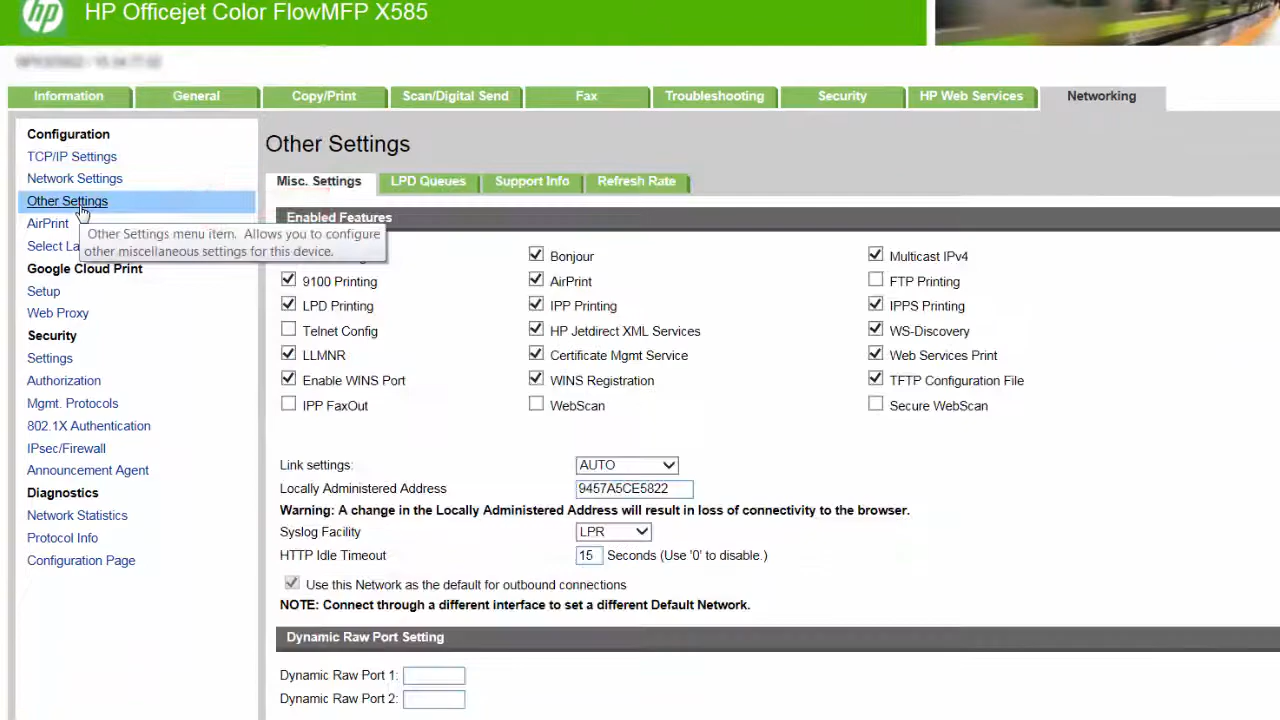 hp HP Officejet Color FlowMFP X585
Information General Copy/Print Scan/Digital Send Fax Troubleshooting Security HP Web Services Networking
Configuration
TCP/IP Settings
Network Settings
Other Settings
AirPrint
Select La
Google Cloud Print
Setup
Web Proxy
Security
Settings
Authorization
Mgmt. Protocols
802.1X Authentication
IPsec/Firewall
Announcement Agent
Diagnostics
Network Statistics
Protocol Info
Configuration Page
Other Settings menu item. Allows you to configure
other miscellaneous settings for this device.
Other Settings
Misc. Settings LPD Queues Support Info Refresh Rate
Enabled Features
Bonjour Multicast IPv4
9100 Printing AirPrint FTP Printing
LPD Printing IPP Printing IPPS Printing
Telnet Config HP Jetdirect XML Services WS-Discovery
LLMNR Certificate Mgmt Service Web Services Print
Enable WINS Port WINS Registration TFTP Configuration File
IPP FaxOut WebScan Secure WebScan
Link settings: AUTO
Locally Administered Address 9457A5CE5822
Warning: A change in the Locally Administered Address will result in loss of connectivity to the browser.
Syslog Facility LPR
HTTP Idle Timeout 15 Seconds (Use '0' to disable.)
Use this Network as the default for outbound connections
NOTE: Connect through a different interface to set a different Default Network.
Dynamic Raw Port Setting
Dynamic Raw Port 1:
Dynamic Raw Port 2: